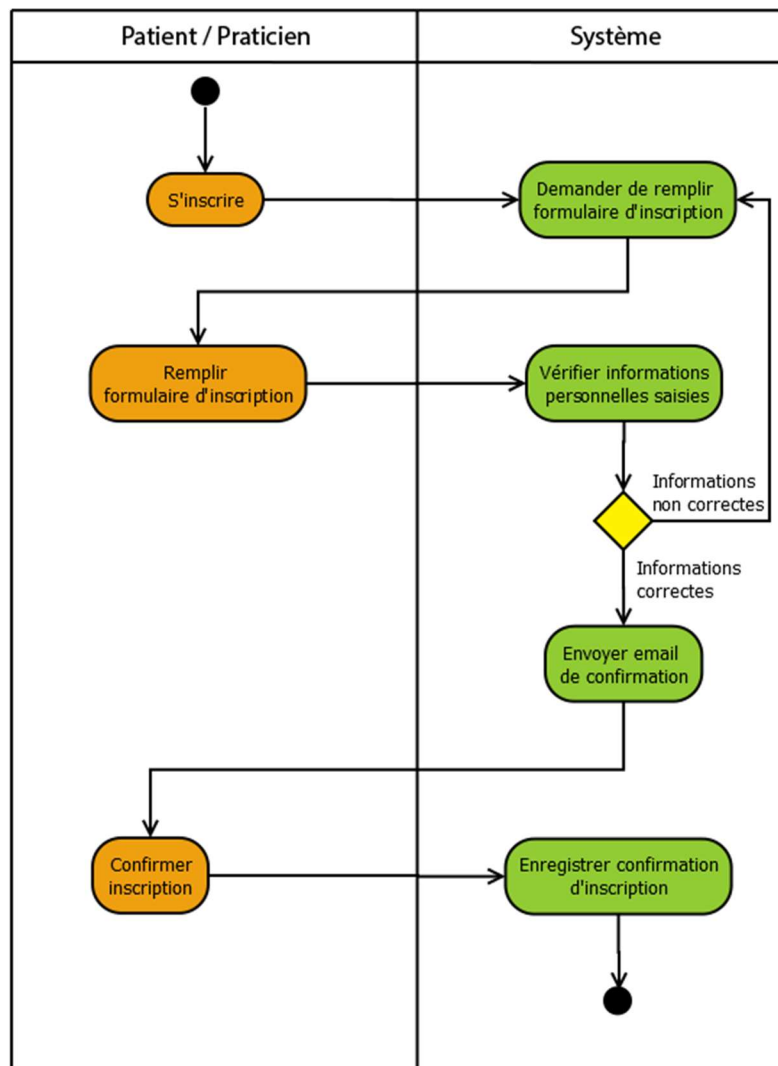 Patient / Praticien
Système
S'inscrire
Demander de remplir
formulaire d'inscription
Remplir
formulaire d'inscription
Vérifier informations
personnelles saisies
Informations
non correctes
Informations
correctes
Envoyer email
de confirmation
Confirmer
inscription
Enregistrer confirmation
d'inscription